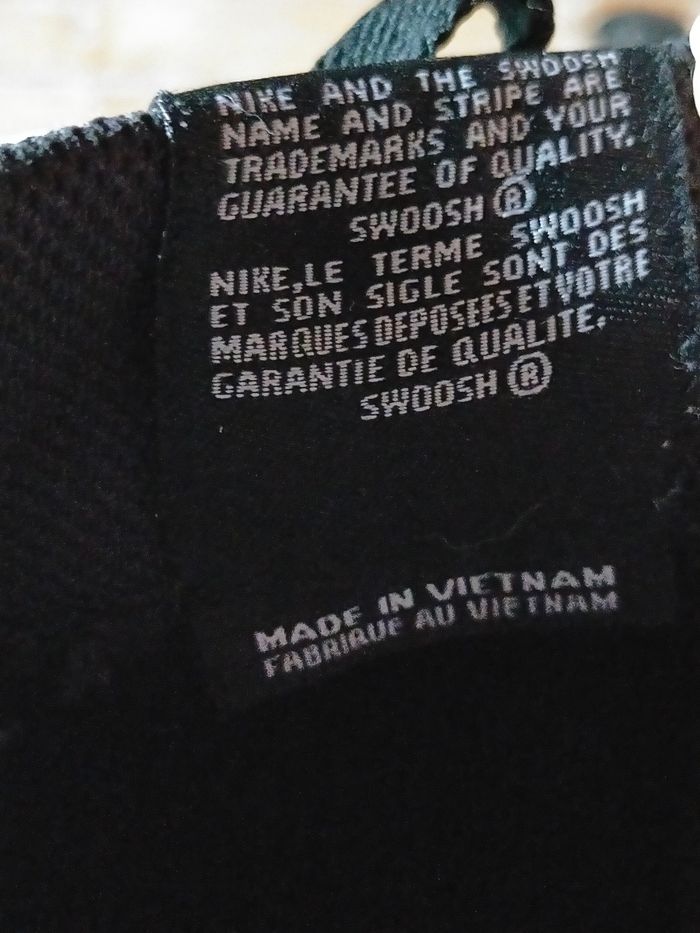 NIKE AND THE SWOOSH
NAME AND STRIPE ARE
TRADEMARKS AND YOUR
GUARANTEE OF QUALITY.
SWOOSH ®
NIKE,LE TERME SWOOSH
ET SON SIGLE SONT DES
MARQUES DEPOSEES ET VOTRE
GARANTIE DE QUALITE.
SWOOSH ®
MADE IN VIETNAM
FABRIQUE AU VIETNAM